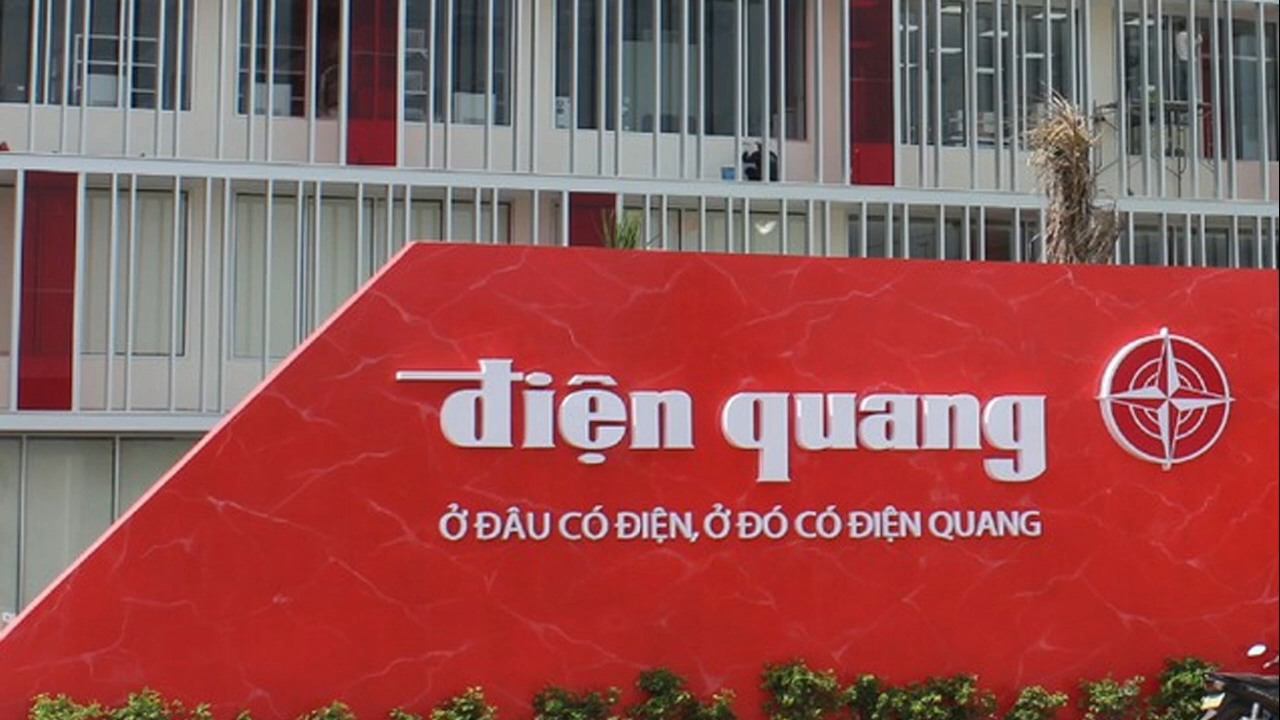 điện quang
Ở ĐÂU CÓ ĐIỆN, Ở ĐÓ CÓ ĐIỆN QUANG